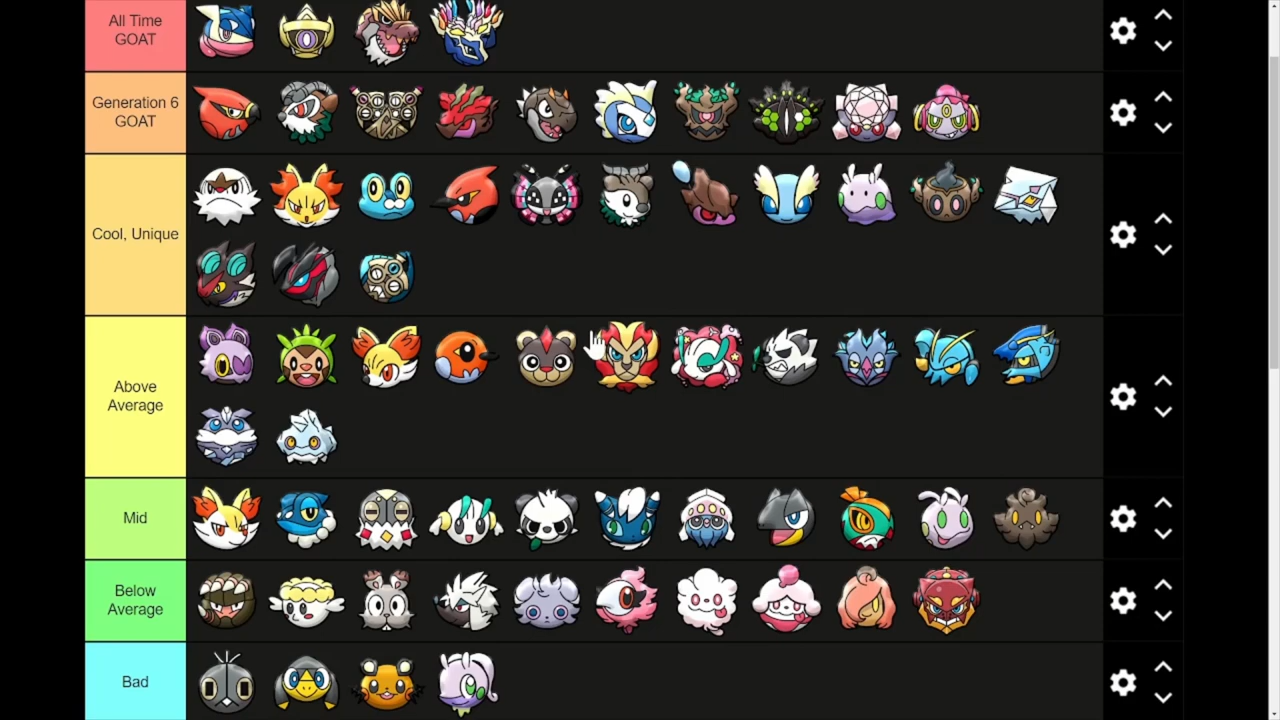 All Time
GOAT
Generation 6
GOAT
Cool, Unique
Above
Average
Mid
Below
Average
Bad